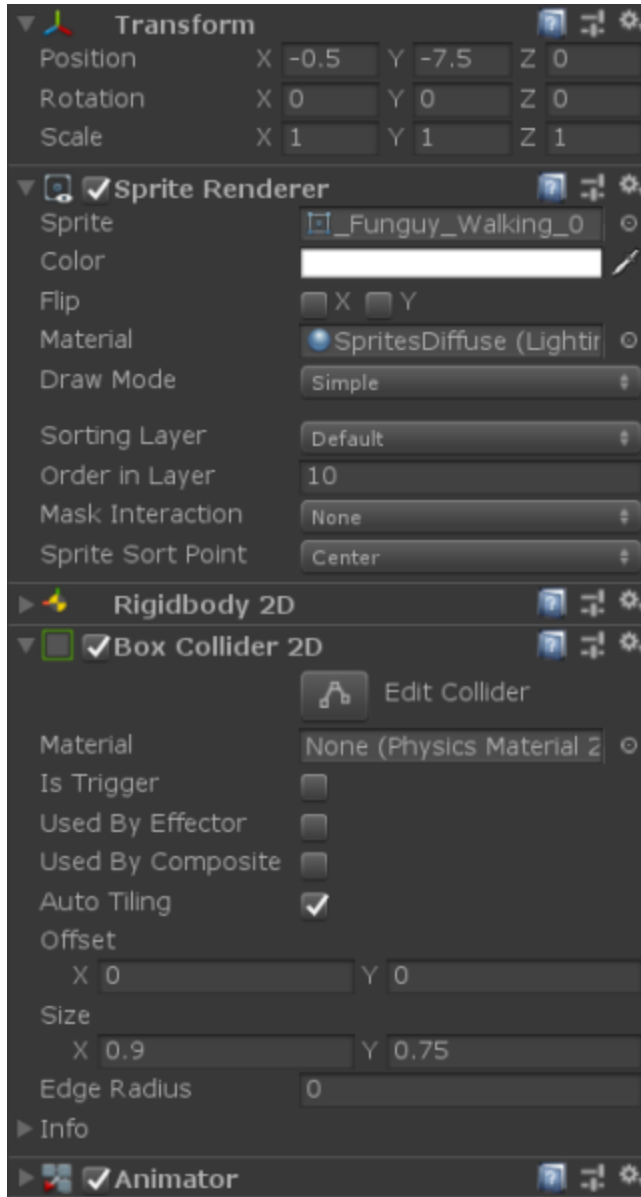 Transform
Position X -0.5 Y -7.5 Z 0
Rotation X 0 Y 0 Z 0
Scale X 1 Y 1 Z 1
Sprite Renderer
Sprite _Funguy_Walking_0
Color
Flip X Y
Material SpritesDiffuse (Lightin
Draw Mode Simple
Sorting Layer Default
Order in Layer 10
Mask Interaction None
Sprite Sort Point Center
Rigidbody 2D
Box Collider 2D
Edit Collider
Material None (Physics Material 2
Is Trigger
Used By Effector
Used By Composite
Auto Tiling
Offset
X 0 Y 0
Size
X 0.9 Y 0.75
Edge Radius 0
Info
Animator